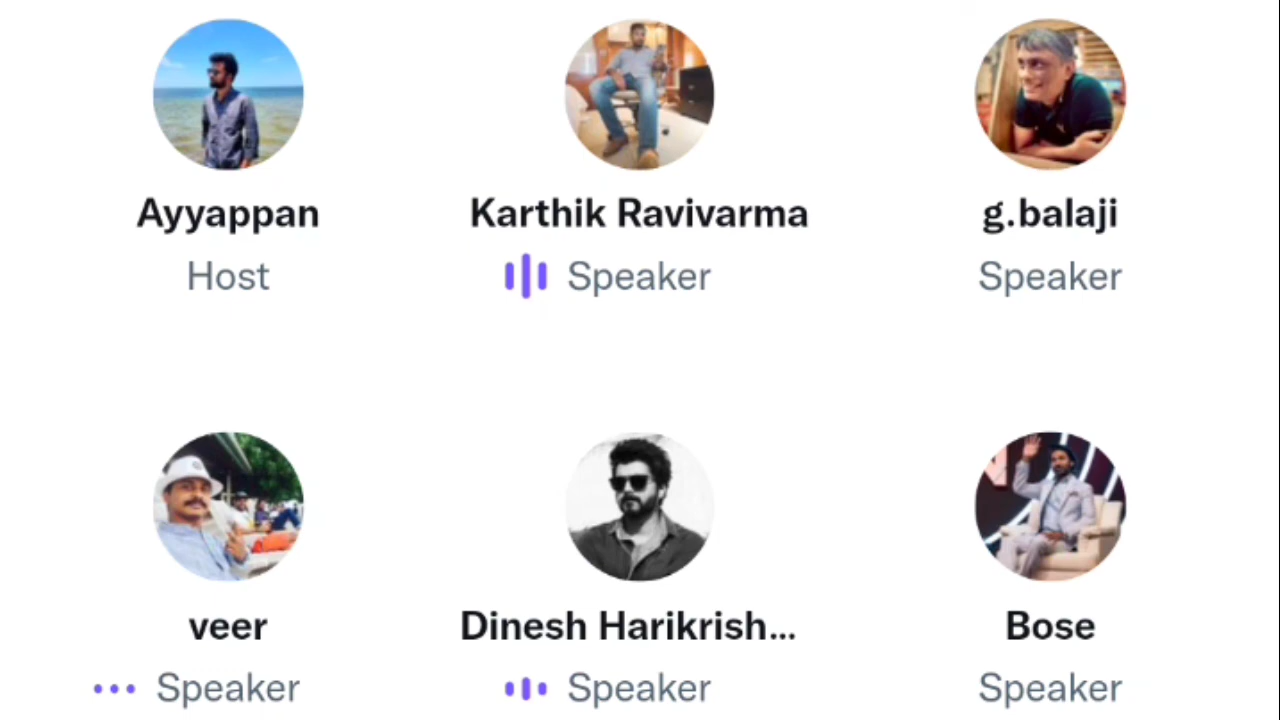 Ayyappan
Karthik Ravivarma
g.balaji
Host
Speaker
Speaker
veer
Dinesh Harikrish...
Bose
Speaker
Speaker
Speaker